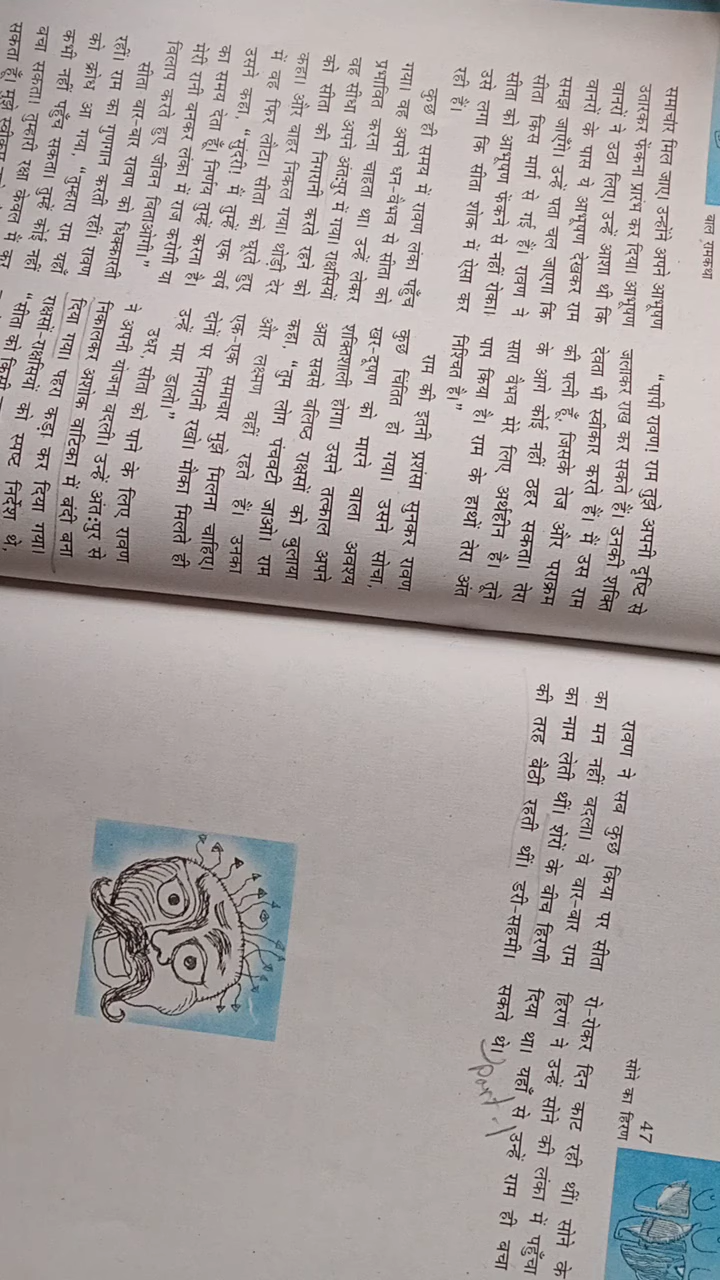 बाल रामकथा
समाचार मिल जाए। उन्होंने अपने आभूषण
उतारकर फेंकना प्रारंभ कर दिया। आभूषण
वानरों ने उठा लिए। उन्हें आशा थी कि
वानरों के पास ये आभूषण देखकर राम
समझ जाएँगे। उन्हें पता चल जाएगा कि
सीता किस मार्ग से गई हैं। रावण ने
सीता को आभूषण फेंकने से नहीं रोका।
उसे लगा कि सीता शोक में ऐसा कर
रही हैं।
कुछ ही समय में रावण लंका पहुँच
गया। वह अपने धन-वैभव से सीता को
प्रभावित करना चाहता था। उन्हें लेकर
वह सीधा अपने अंतःपुर में गया। राक्षसियों
को सीता की निगरानी करते रहने को
कहा। और बाहर निकल गया। थोड़ी देर
में वह फिर लौटा। सीता को घूरते हुए
उसने कहा, “सुंदरी! मैं तुम्हें एक वर्ष
का समय देता हूँ। निर्णय तुम्हें करना है।
मेरी रानी बनकर लंका में राज करोगी या
विलाप करते हुए जीवन बिताओगी।”
सीता बार-बार रावण को धिक्कारती
रहीं। राम का गुणगान करती रहीं। रावण
को क्रोध आ गया, “तुम्हारा राम यहाँ
कभी नहीं पहुँच सकता। तुम्हें कोई नहीं
बचा सकता। तुम्हारी रक्षा केवल मैं कर
सकता हूँ। मुझे स्वीकार
“पापी रावण! राम तुझे अपनी दृष्टि से
जलाकर राख कर सकते हैं। उनकी शक्ति
देवता भी स्वीकार करते हैं। मैं उस राम
की पत्नी हूँ, जिसके तेज और पराक्रम
के आगे कोई नहीं ठहर सकता। तेरा
सारा वैभव मेरे लिए अर्थहीन है। तूने
पाप किया है। राम के हाथों तेरा अंत
निश्चित है।”
राम की इतनी प्रशंसा सुनकर रावण
कुछ चिंतित हो गया। उसने सोचा,
खर-दूषण को मारने वाला अवश्य
शक्तिशाली होगा। उसने तत्काल अपने
आठ सबसे बलिष्ठ राक्षसों को बुलाया
कहा, “तुम लोग पंचवटी जाओ। राम
और लक्ष्मण वहीं रहते हैं। उनका
एक-एक समाचार मुझे मिलना चाहिए।
दोनों पर निगरानी रखो। मौका मिलते ही
उन्हें मार डालो।”
उधर सीता को पाने के लिए रावण
ने अपनी योजना बदली। उन्हें अंतःपुर से
निकालकर अशोक वाटिका में बंदी बना
दिया गया। पहरा कड़ा कर दिया गया।
राक्षसों-राक्षसियों को स्पष्ट निर्देश थे,
“सीता को किसी
47
सोने का हिरण
रावण ने सब कुछ किया पर सीता
का मन नहीं बदला। वे बार-बार राम
का नाम लेती थीं। शेरों के बीच हिरणी
की तरह बैठी रहती थीं। डरी-सहमी।
रो-रोकर दिन काट रही थीं। सोने के
हिरण ने उन्हें सोने की लंका में पहुँचा
दिया था। वहाँ से उन्हें राम ही बचा
सकते थे।
part-1